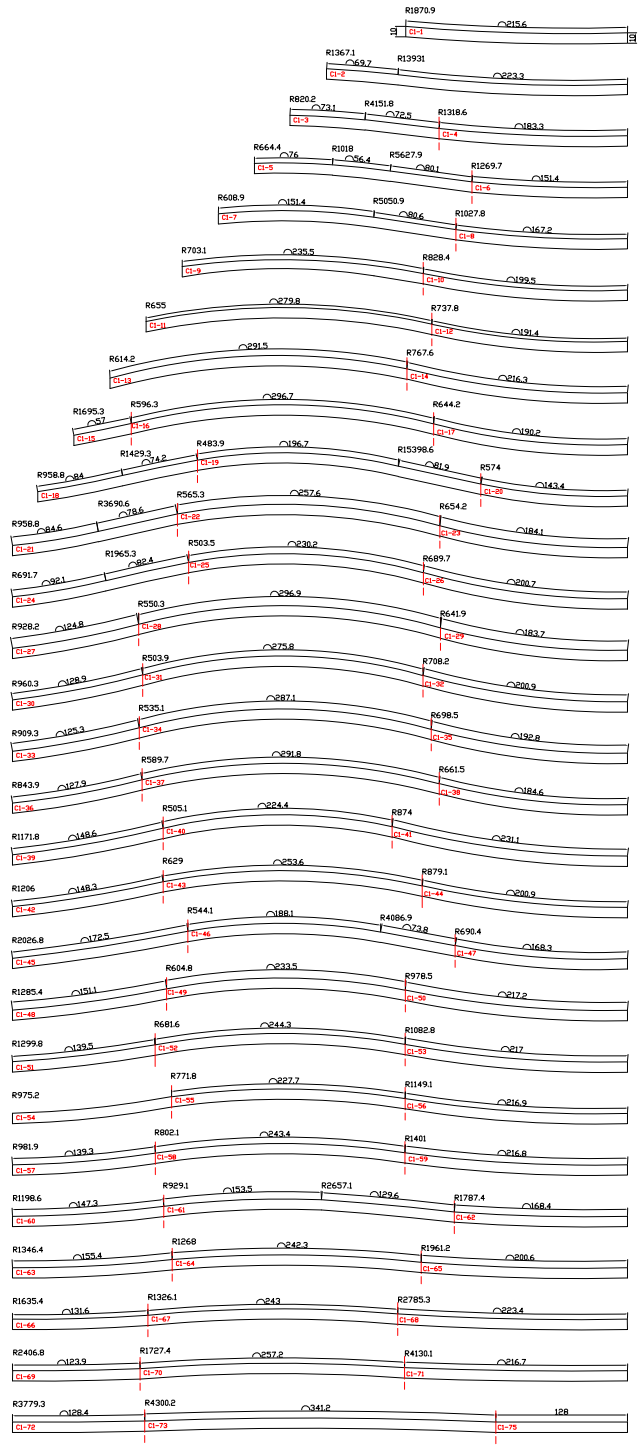 R1870.9
215.6
C1-1
10
10
R1367.1
69.7
R13931
223.3
C1-2
R820.2
73.1
R4151.8
72.5
R1318.6
183.3
C1-3
C1-4
R664.4
76
R1018
56.4
R5627.9
80.1
R1269.7
151.4
C1-5
C1-6
R608.9
151.4
R5050.9
80.6
R1027.8
167.2
C1-7
C1-8
R703.1
235.5
R828.4
199.5
C1-9
C1-10
R655
279.8
R737.8
191.4
C1-11
C1-12
R614.2
291.5
R767.6
216.3
C1-13
C1-14
R1695.3
57
R596.3
296.7
R644.2
190.2
C1-15
C1-16
C1-17
R958.8
84
R1429.3
74.2
R483.9
196.7
R15398.6
81.9
R574
143.4
C1-18
C1-19
C1-20
R958.8
84.6
R3690.6
78.6
R565.3
257.6
R654.2
184.1
C1-21
C1-22
C1-23
R691.7
92.1
R1965.3
82.4
R503.5
230.2
R689.7
200.7
C1-24
C1-25
C1-26
R928.2
124.8
R550.3
296.9
R641.9
183.7
C1-27
C1-28
C1-29
R960.3
128.9
R503.9
275.8
R708.2
200.9
C1-30
C1-31
C1-32
R909.3
125.3
R535.1
287.1
R698.5
192.8
C1-33
C1-34
C1-35
R843.9
127.9
R589.7
291.8
R661.5
184.6
C1-36
C1-37
C1-38
R1171.8
148.6
R505.1
224.4
R874
231.1
C1-39
C1-40
C1-41
R1206
148.3
R629
253.6
R879.1
200.9
C1-42
C1-43
C1-44
R2026.8
172.5
R544.1
188.1
R4086.9
73.8
R690.4
168.3
C1-45
C1-46
C1-47
R1285.4
151.1
R604.8
233.5
R978.5
217.2
C1-48
C1-49
C1-50
R1299.8
139.5
R681.6
244.3
R1082.8
217
C1-51
C1-52
C1-53
R975.2
R771.8
227.7
R1149.1
216.9
C1-54
C1-55
C1-56
R981.9
139.3
R802.1
243.4
R1401
216.8
C1-57
C1-58
C1-59
R1198.6
147.3
R929.1
153.5
R2657.1
129.6
R1787.4
168.4
C1-60
C1-61
C1-62
R1346.4
155.4
R1268
242.3
R1961.2
200.6
C1-63
C1-64
C1-65
R1635.4
131.6
R1326.1
243
R2785.3
223.4
C1-66
C1-67
C1-68
R2406.8
123.9
R1727.4
257.2
R4130.1
216.7
C1-69
C1-70
C1-71
R3779.3
128.4
R4300.2
341.2
128
C1-72
C1-73
C1-75